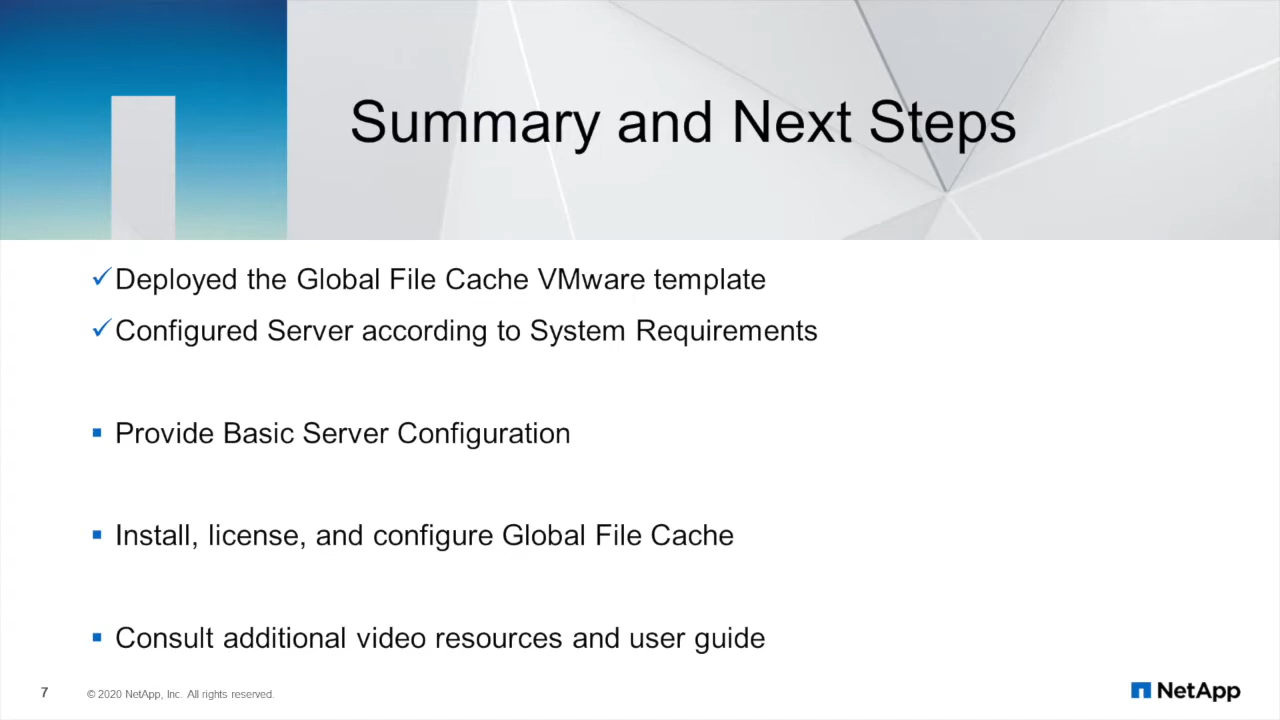 Summary and Next Steps
✓Deployed the Global File Cache VMware template
✓Configured Server according to System Requirements
▪ Provide Basic Server Configuration
▪ Install, license, and configure Global File Cache
▪ Consult additional video resources and user guide
7 © 2020 NetApp, Inc. All rights reserved. NetApp